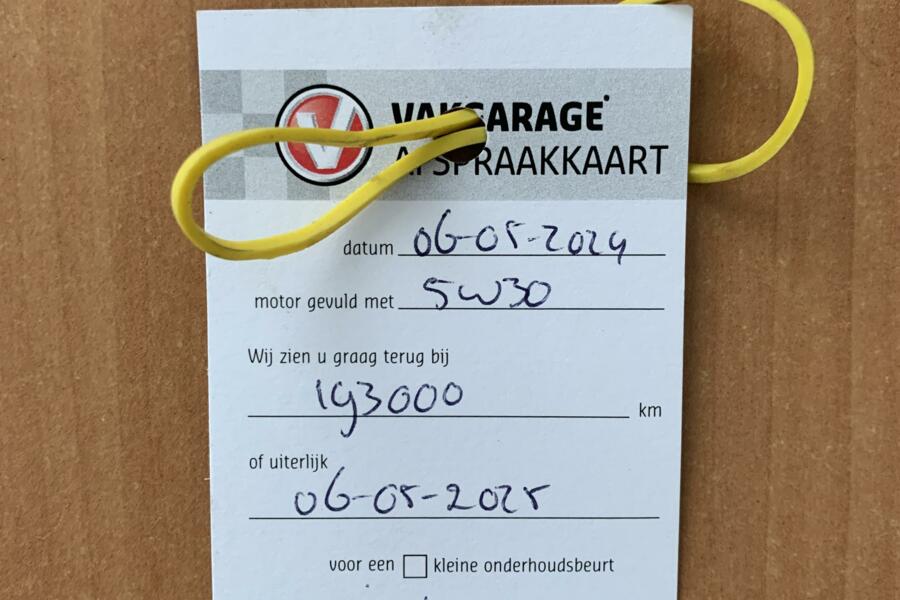 VAKGARAGE
AFSPRAAKKAART
datum 06-05-2024
motor gevuld met 5W30
Wij zien u graag terug bij
193000 km
of uiterlijk
06-05-2025
voor een kleine onderhoudsbeurt